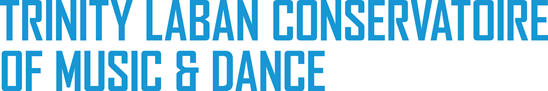 TRINITY LABAN CONSERVATOIRE
OF MUSIC & DANCE